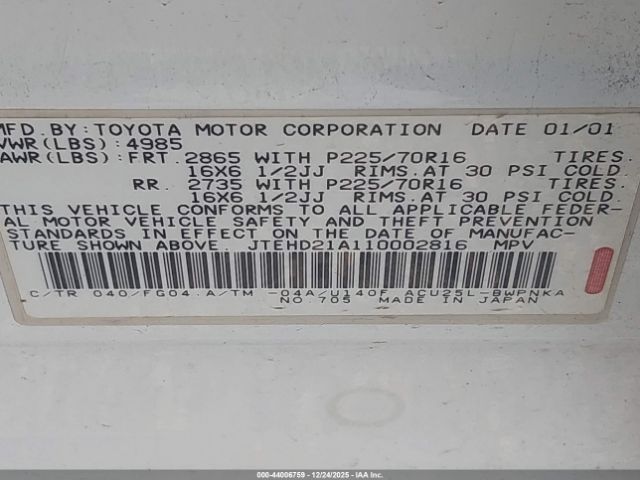 MFD.BY:TOYOTA MOTOR CORPORATION DATE 01/01
VWR(LBS):4985
AWR(LBS):FRT.2865 WITH P225/70R16 TIRES.
16X6 1/2JJ RIMS.AT 30 PSI COLD.
RR. 2735 WITH P225/70R16 TIRES.
16X6 1/2JJ RIMS.AT 30 PSI COLD.
THIS VEHICLE CONFORMS TO ALL APPLICABLE FEDER-
AL MOTOR VEHICLE SAFETY AND THEFT PREVENTION
STANDARDS IN EFFECT ON THE DATE OF MANUFAC-
TURE SHOWN ABOVE. JTEHD21A110002816 MPV
C/TR 040/FG04.A/TM -04A/U140F ACU25L-BWPNKA
NO.705 MADE IN JAPAN
000-44006759 - 12/24/2025 - IAA Inc.